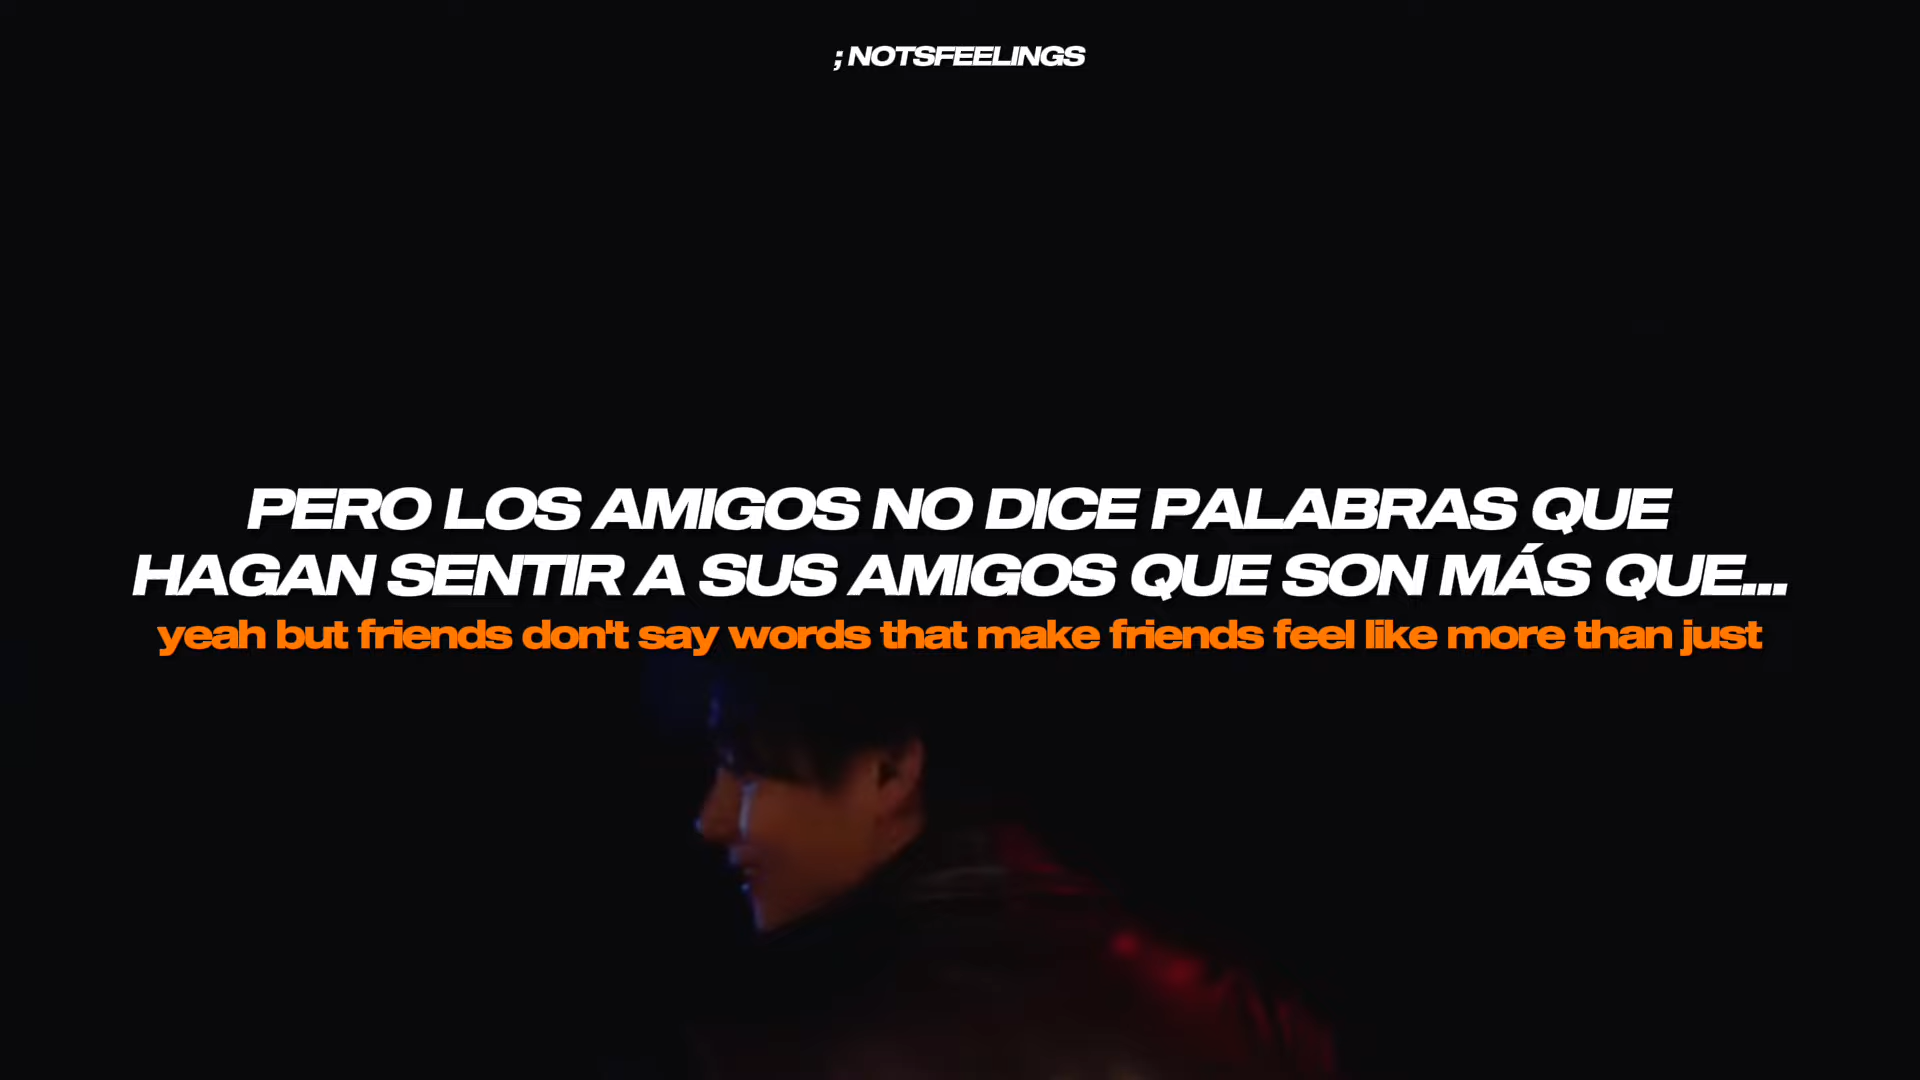 ; NOTSFEELINGS
PERO LOS AMIGOS NO DICE PALABRAS QUE
HAGAN SENTIR A SUS AMIGOS QUE SON MÁS QUE...
yeah but friends don't say words that make friends feel like more than just